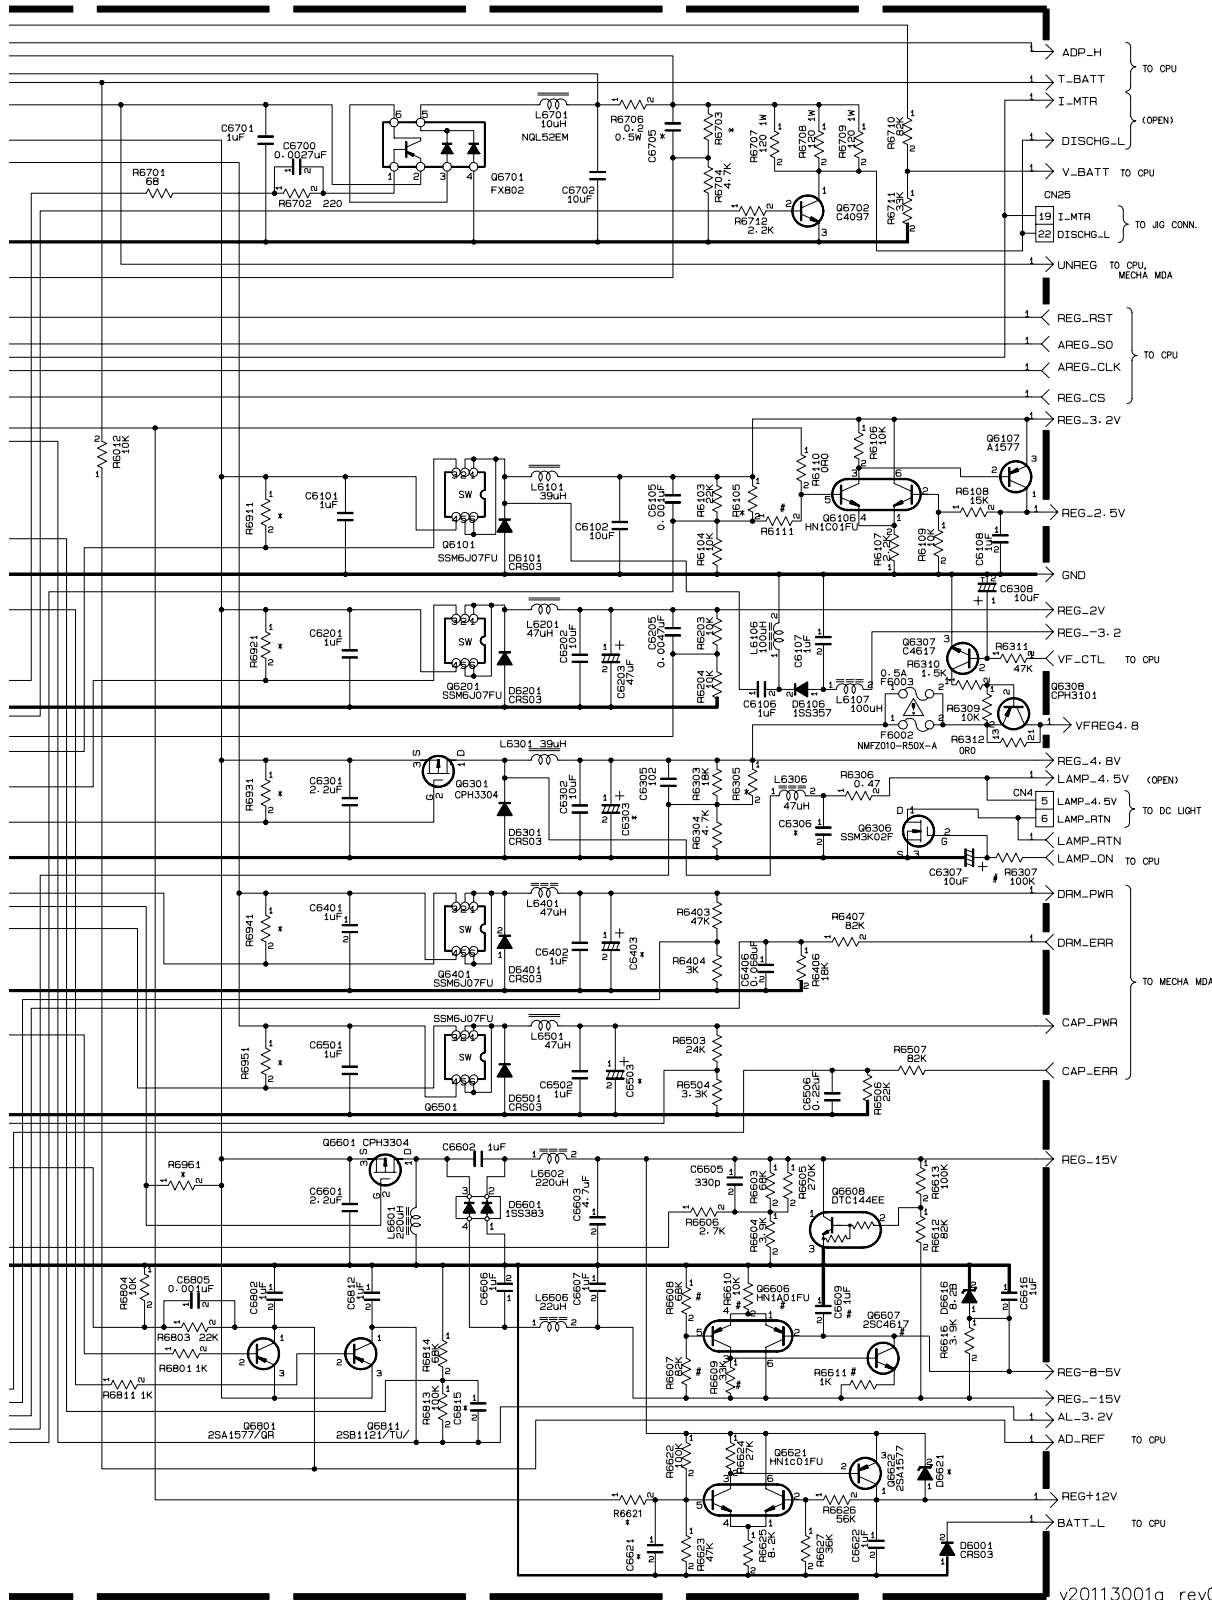 ADP_H
TO CPU
T_BATT
I_MTR
(OPEN)
DISCHG_L
V_BATT TO CPU
CN25
19 I_MTR
22 DISCHG_L
TO JIG CONN.
UNREG TO CPU,
MECHA MDA
C6701
1uF
C6700
0.0027uF
R6701
68
R6702 220
Q6701
FX802
L6701
10uH
NQL52EM
C6702
10uF
R6706
0.2
0.5W
C6705 *
R6703 *
R6704
4.7K
R6707
120 1W
R6708
120 1W
R6709
120 1W
R6710
82K
R6711
33K
R6712
2.2K
Q6702
C4097
REG_RST
AREG_SO
TO CPU
AREG_CLK
REG_CS
REG_3.2V
R6012
10K
R6911 *
C6101
1uF
Q6101
SSM6J07FU
SW
L6101
39uH
D6101
CRS03
C6102
10uF
C6105
0.001uF
R6103
22K
R6104
10K
R6105 *
R6110
0R0
R6111 #
R6106
10K
Q6106
HN1C01FU
R6107
2.2K
R6109
10K
R6108
15K
C6108
1uF
Q6107
A1577
REG_2.5V
GND
C6308
10uF
REG_2V
REG_-3.2
R6921 *
C6201
1uF
Q6201
SSM6J07FU
SW
L6201
47uH
D6201
CRS03
C6202
10uF
C6203
47uF
C6205
0.0047uF
R6203
10K
R6204
10K
L6106
100uH
C6107
1uF
C6106
1uF
D6106
1SS357
L6107
100uH
Q6307
C4617
R6310
1.5K
R6311
47K
VF_CTL TO CPU
Q6308
CPH3101
0.5A
F6003
F6002
NMFZ010-R50X-A
R6309
10K
R6312
0R0
VFREG4.8
REG_4.8V
LAMP_4.5V (OPEN)
CN4
5 LAMP_4.5V
6 LAMP_RTN
TO DC LIGHT
LAMP_RTN
LAMP_ON TO CPU
R6931 *
C6301
2.2uF
Q6301
CPH3304
L6301 39uH
D6301
CRS03
C6302
10uF
C6303 *
C6305
102
R6303
18K
R6304
4.7K
R6305 *
L6306
47uH
C6306
*
R6306
0.47
Q6306
SSM3K02F
C6307
10uF
# R6307
100K
DRM_PWR
DRM_ERR
TO MECHA MDA
R6941 *
C6401
1uF
Q6401
SSM6J07FU
SW
L6401
47uH
D6401
CRS03
C6402
1uF
C6403 *
R6403
47K
R6404
3K
C6406
0.068uF
R6406
18K
R6407
82K
CAP_PWR
CAP_ERR
R6951 *
C6501
1uF
SSM6J07FU
SW
Q6501
L6501
47uH
D6501
CRS03
C6502
1uF
C6503 *
R6503
24K
R6504
3.3K
C6506
0.22uF
R6506
22K
R6507
82K
REG_15V
R6961
*
Q6601 CPH3304
C6601
2.2uF
L6601
220uH
C6602 1uF
D6601
1SS383
L6602
220uH
C6603
4.7uF
C6605
330p
R6603
68K
R6605
270K
R6606
2.7K
R6604
3.9K
Q6608
DTC144EE
R6613
100K
R6612
82K
R6804
10K
C6805
0.001uF
R6803 22K
R6801 1K
R6811 1K
C6802
1uF
C6812
1uF
Q6801
2SA1577/QR
Q6811
2SB1121/TU/
R6814
68K
R6813
100K
C6815 *
C6606
1uF
L6606
22uH
C6607
1uF
R6608
68K #
R6610
10K #
Q6606
HN1A01FU #
R6607
82K #
R6609
33K #
C6609
# 1uF
Q6607
2SC4617 #
R6611 #
1K
D6616
8.2B
R6616
3.9K
C6616
1uF
REG-8-5V
REG_-15V
AL_3.2V
AD_REF TO CPU
R6621
*
C6621 *
R6622
100K
R6623
47K
R6624
27K
Q6621
HN1c01FU
R6625
8.2K
R6627
36K
R6626
56K
C6622
1uF
Q6622
2SA1577
D6621 *
REG+12V
BATT_L TO CPU
D6001
CRS03